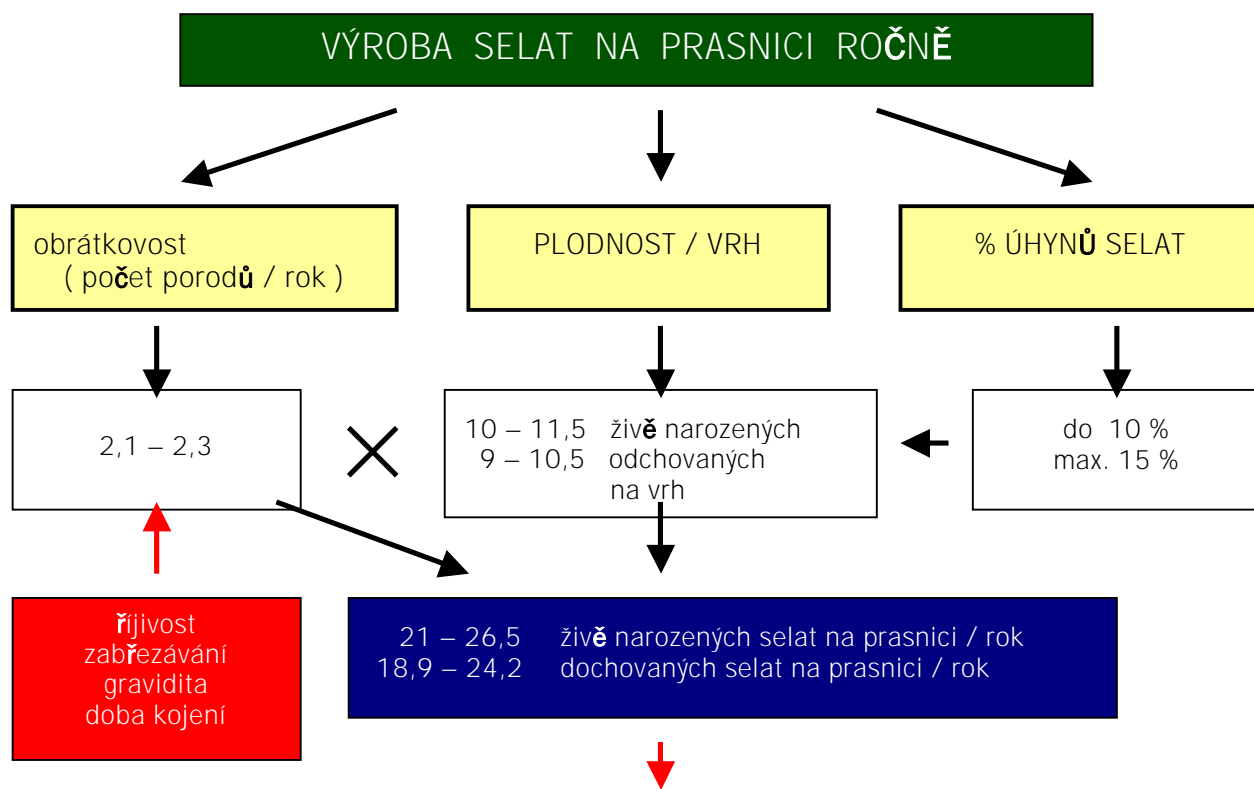 VÝROBA SELAT NA PRASNICI ROČNĚ
obrátkovost
( počet porodů / rok )
PLODNOST / VRH
% ÚHYNŮ SELAT
2,1 – 2,3
10 – 11,5 živě narozených
9 – 10,5 odchovaných
na vrh
do 10 %
max. 15 %
říjivost
zabřezávání
gravidita
doba kojení
21 – 26,5 živě narozených selat na prasnici / rok
18,9 – 24,2 dochovaných selat na prasnici / rok